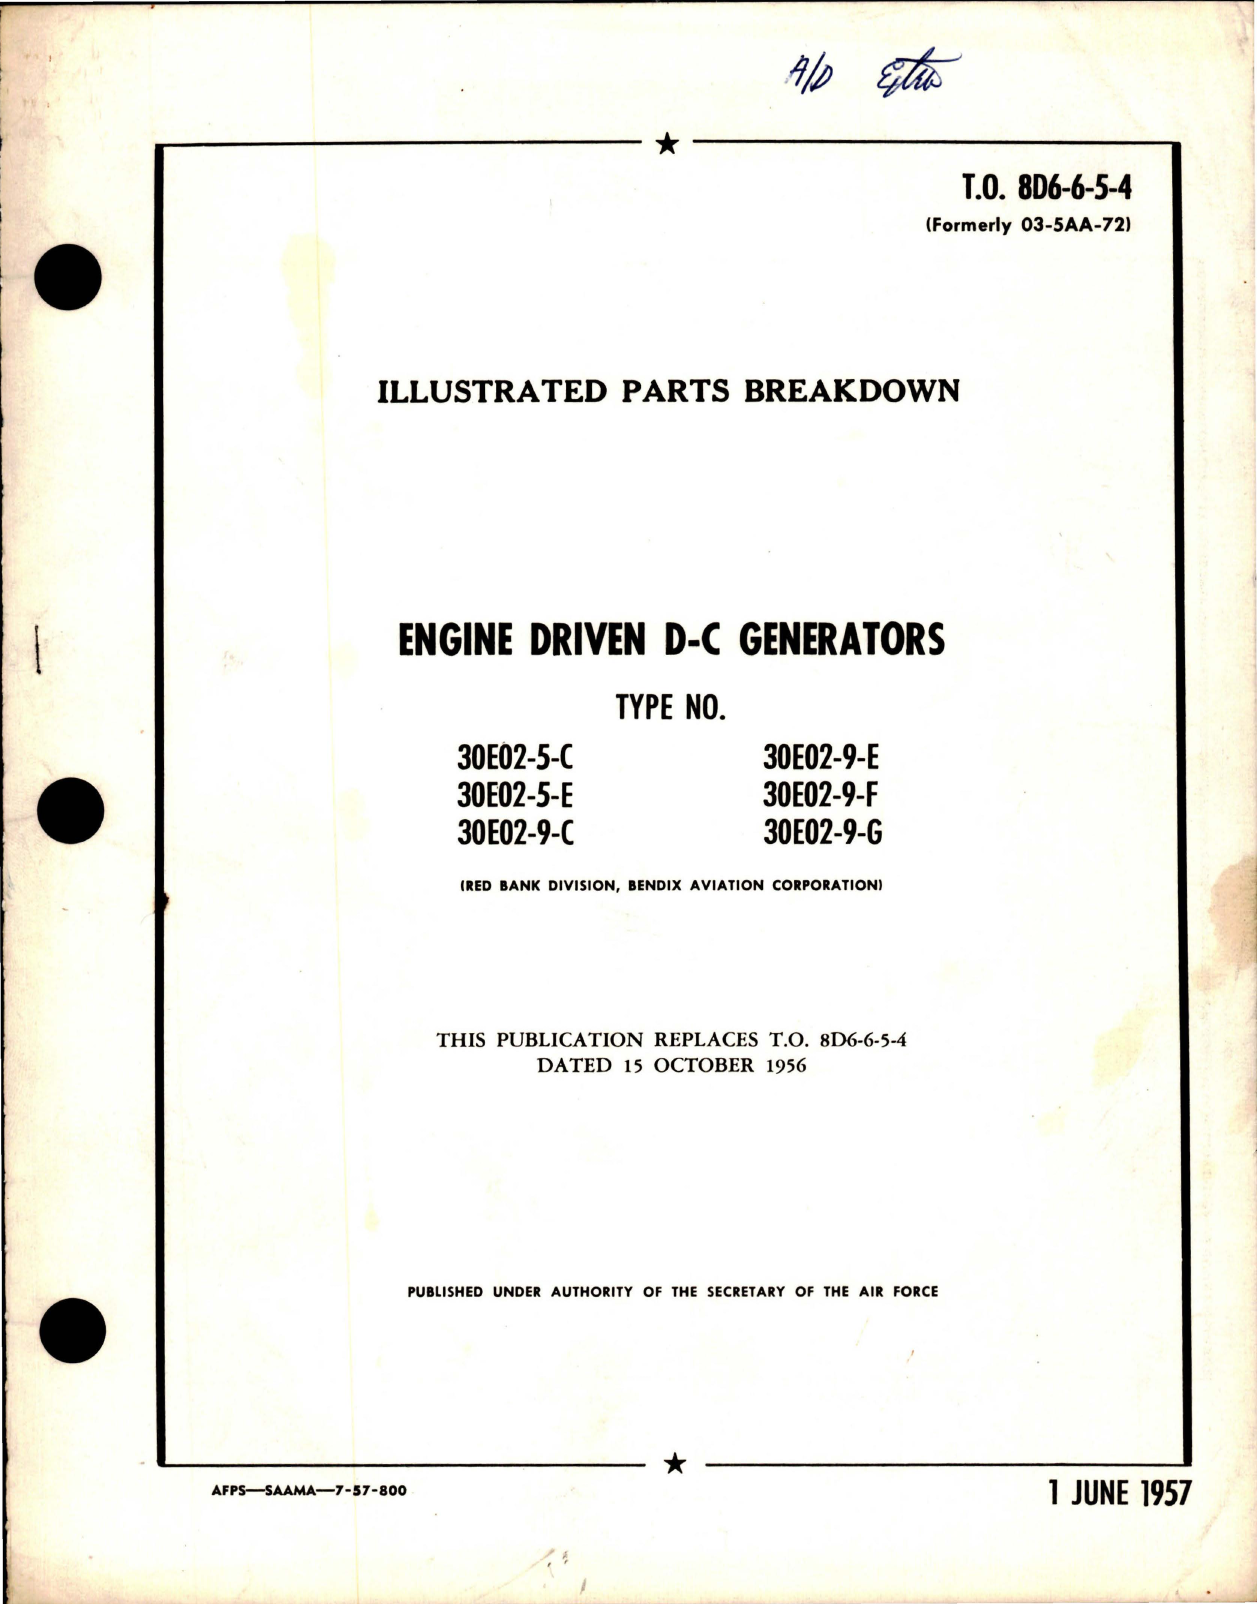 A/D Extra
T.O. 8D6-6-5-4
(Formerly 03-5AA-72)
ILLUSTRATED PARTS BREAKDOWN
ENGINE DRIVEN D-C GENERATORS
TYPE NO.
30E02-5-C 30E02-9-E
30E02-5-E 30E02-9-F
30E02-9-C 30E02-9-G
(RED BANK DIVISION, BENDIX AVIATION CORPORATION)
THIS PUBLICATION REPLACES T.O. 8D6-6-5-4
DATED 15 OCTOBER 1956
PUBLISHED UNDER AUTHORITY OF THE SECRETARY OF THE AIR FORCE
AFPS—SAAMA—7-57-800
1 JUNE 1957